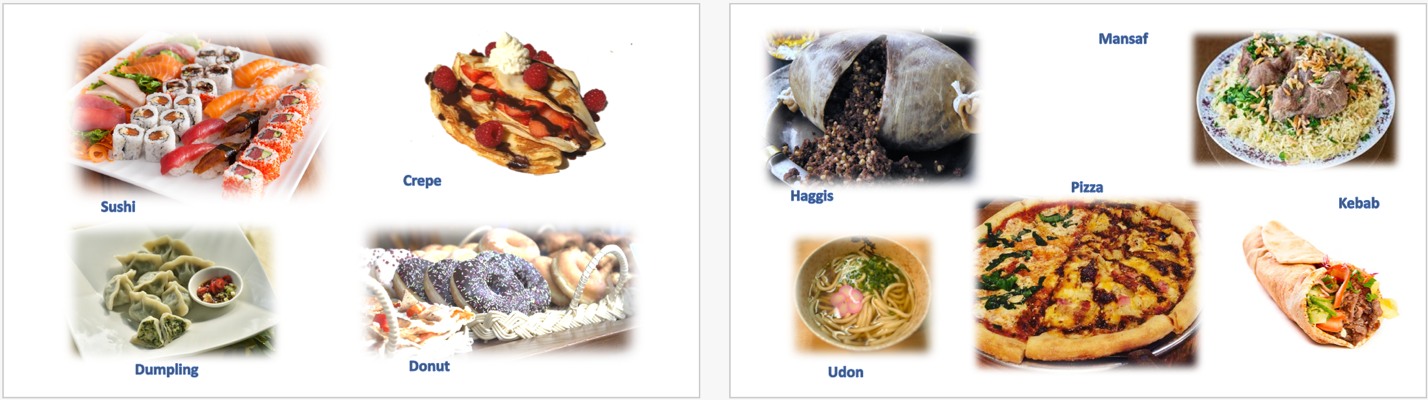 Sushi
Crepe
Dumpling
Donut
Haggis
Mansaf
Pizza
Kebab
Udon